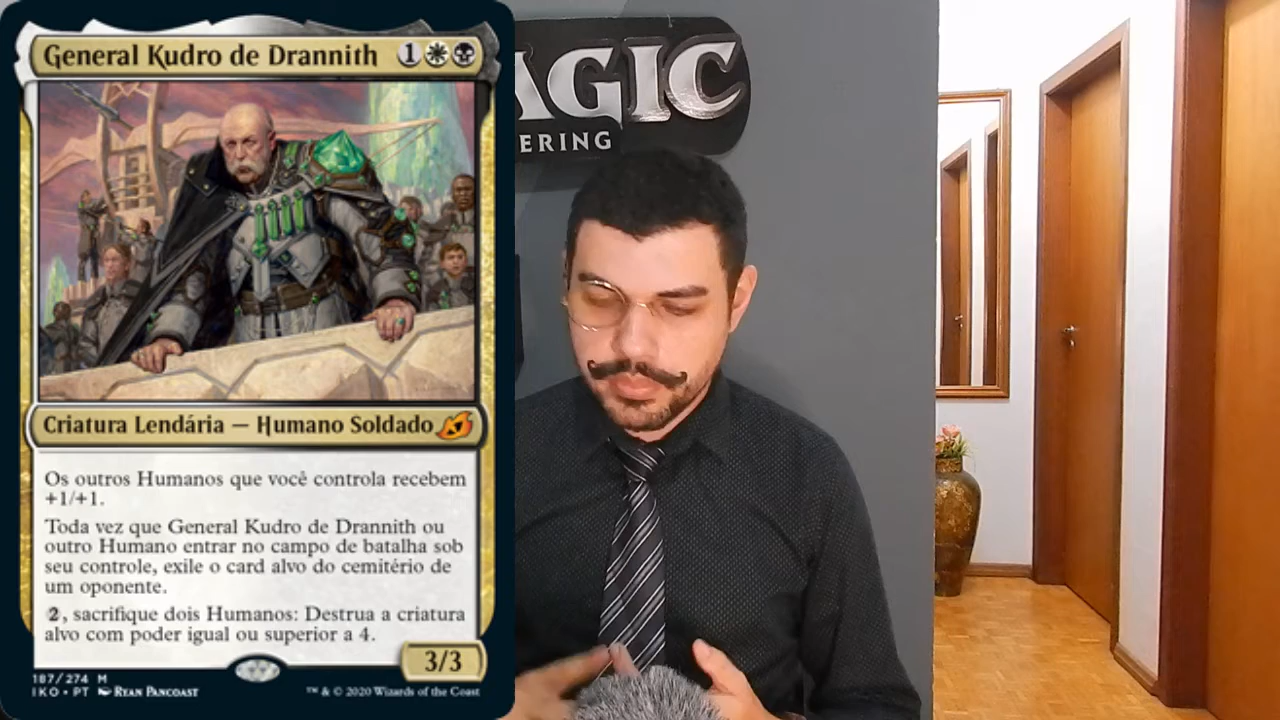 General Kudro de Drannith 1
AGIC
ERING
Criatura Lendária — Humano Soldado
Os outros Humanos que você controla recebem
+1/+1.
Toda vez que General Kudro de Drannith ou
outro Humano entrar no campo de batalha sob
seu controle, exile o card alvo do cemitério de
um oponente.
2, sacrifique dois Humanos: Destrua a criatura
alvo com poder igual ou superior a 4.
3/3
187/274 M
IKO • PT Ryan Pancoast
™ & © 2020 Wizards of the Coast